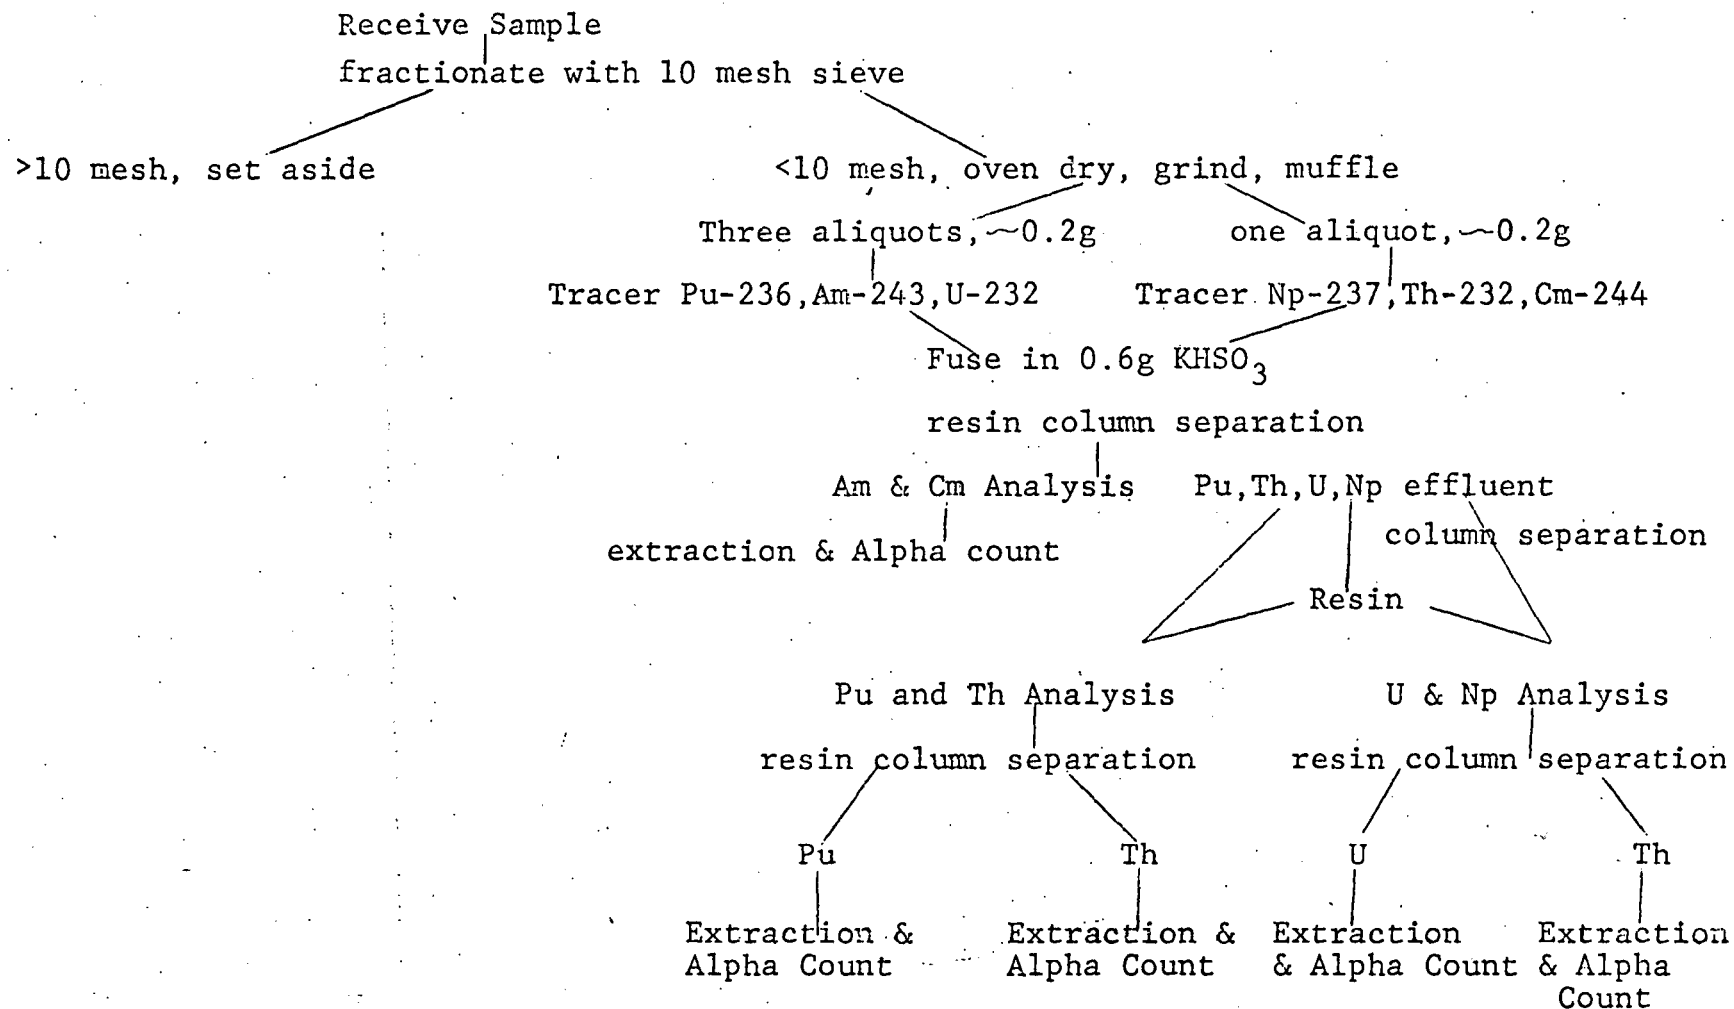 Receive Sample
fractionate with 10 mesh sieve
>10 mesh, set aside
<10 mesh, oven dry, grind, muffle
Three aliquots, ~0.2g
one aliquot, ~0.2g
Tracer Pu-236,Am-243,U-232
Tracer Np-237,Th-232,Cm-244
Fuse in 0.6g KHSO3
resin column separation
Am & Cm Analysis
Pu,Th,U,Np effluent
extraction & Alpha count
column separation
Resin
Pu and Th Analysis
U & Np Analysis
resin column separation
resin column separation
Pu
Th
U
Th
Extraction &
Alpha Count
Extraction &
Alpha Count
Extraction
& Alpha Count
Extraction
& Alpha
Count